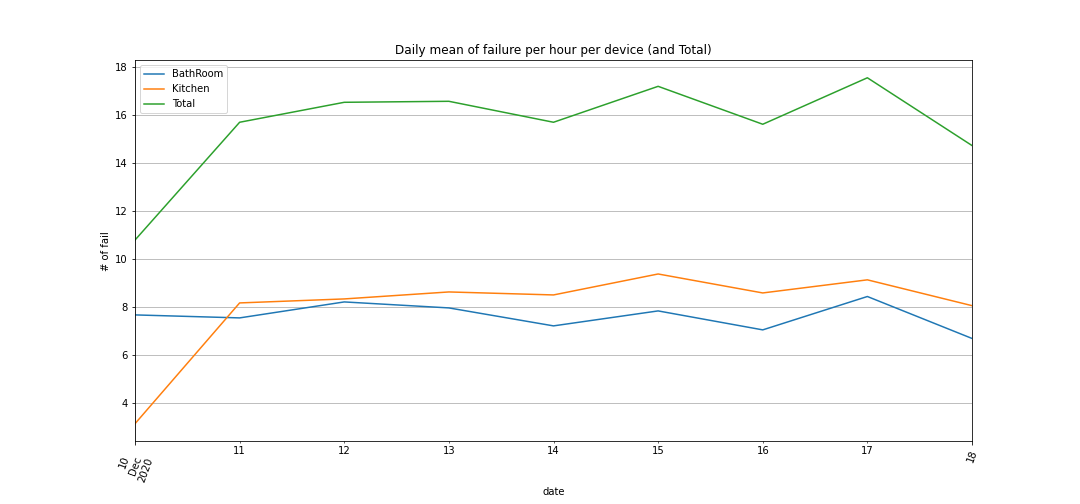 Daily mean of failure per hour per device (and Total)
BathRoom
Kitchen
Total
18
16
14
12
10
8
6
4
# of fail
10
Dec
2020
11
12
13
14
15
16
17
18
date